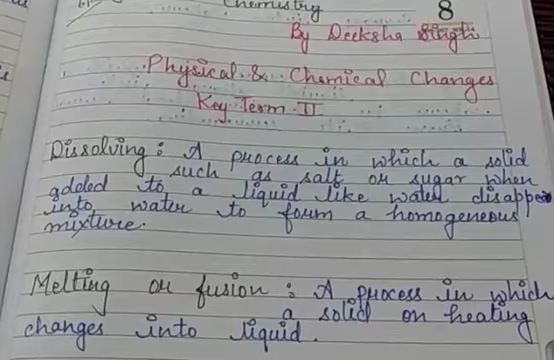 Chemistry 8
By Deeksha Singh
Physical & Chemical Changes
Key Term - II
Dissolving : A process in which a solid
such as salt or sugar when
added to a liquid like water disappea
into water to form a homogeneous
mixture.
Melting or fusion : A process in which
a solid on heating
changes into liquid.